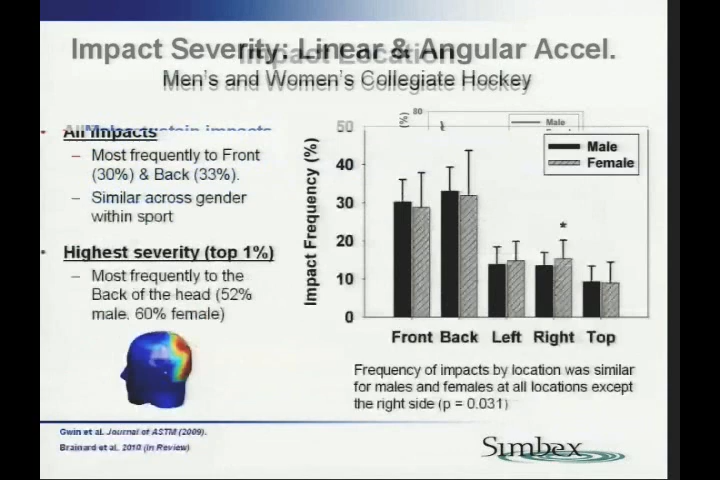 Impact Severity: Linear & Angular Accel.
Impact Location
Men's and Women's Collegiate Hockey
All Impacts
– Most frequently to Front
(30%) & Back (33%).
– Similar across gender
within sport
Highest severity (top 1%)
– Most frequently to the
Back of the head (52%
male, 60% female)
80
(%)
Male
50
40
30
20
10
0
Impact Frequency (%)
Male
Female
*
Front Back Left Right Top
Frequency of impacts by location was similar
for males and females at all locations except
the right side (p = 0.031)
Gwin et al. Journal of ASTM (2009).
Brainard et al. 2010 (In Review)
Simbex